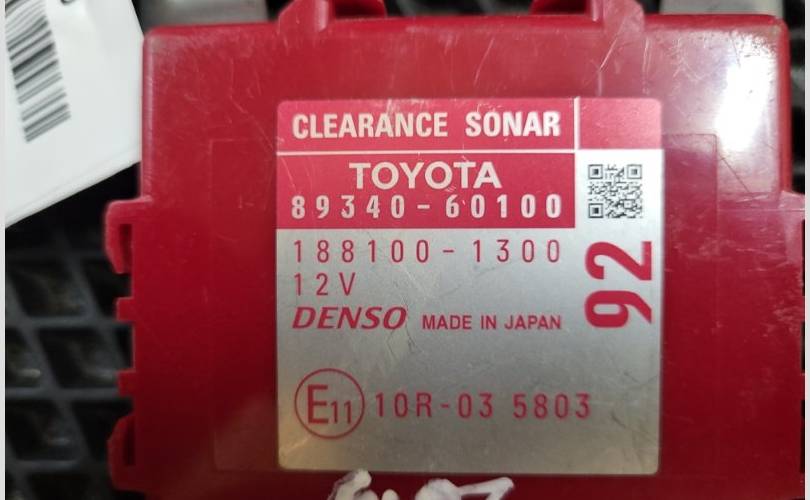 CLEARANCE SONAR
TOYOTA
89340-60100
188100-1300
12V
DENSO MADE IN JAPAN
92
E11 10R-03 5803